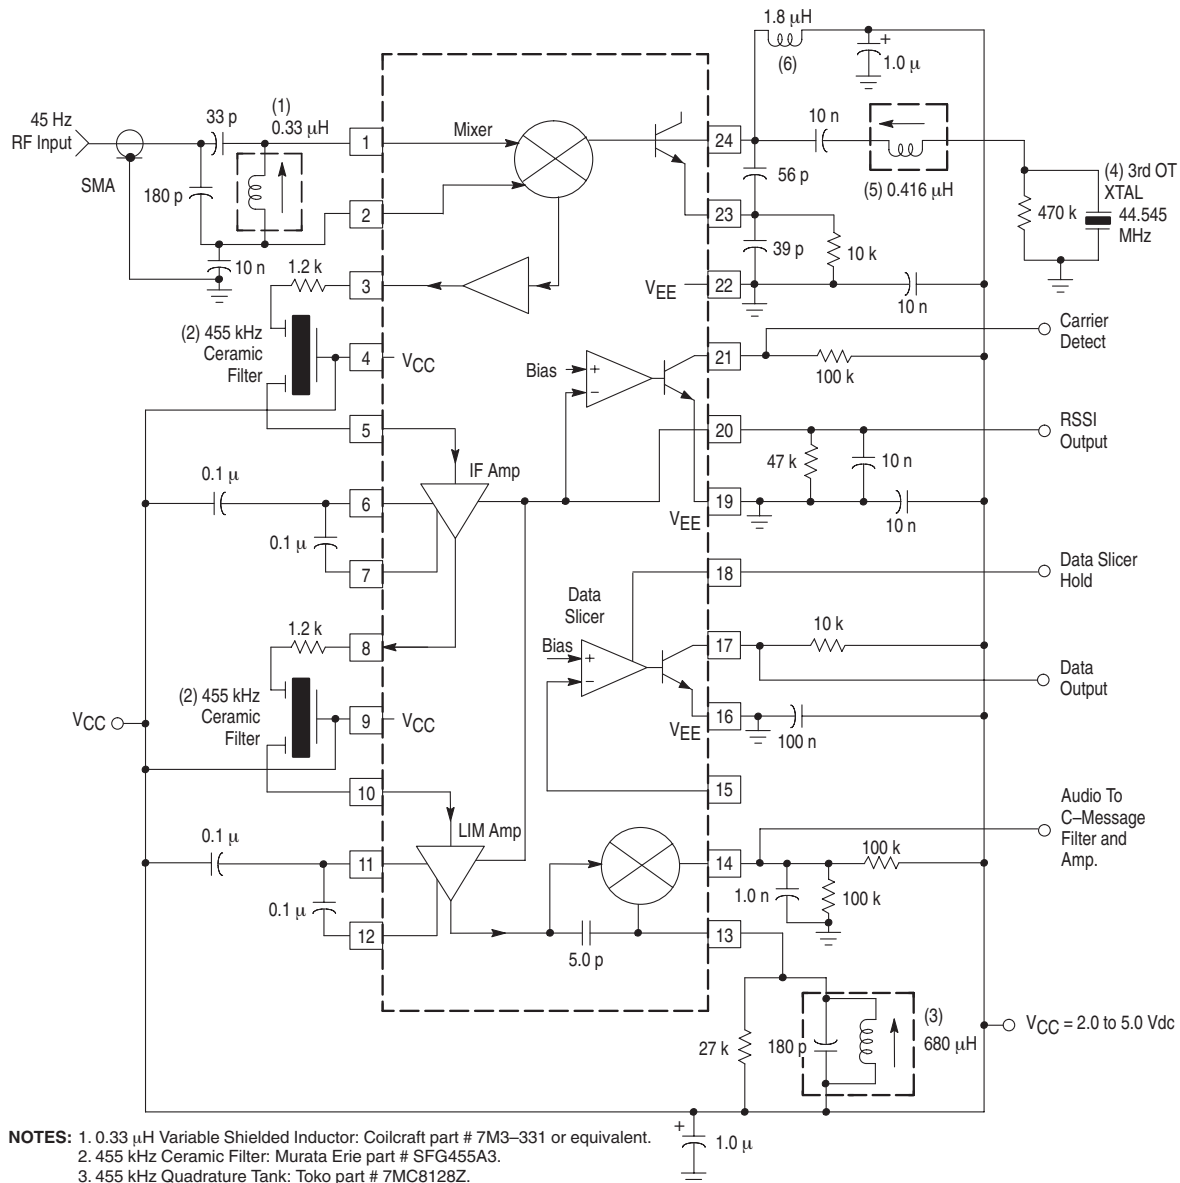 1.8 µH
(6)
+
1.0 µ
45 Hz
RF Input
33 p
(1)
0.33 µH
SMA
180 p
10 n
1
2
Mixer
24
10 n
56 p
(5) 0.416 µH
470 k
(4) 3rd OT
XTAL
44.545
MHz
23
39 p
10 k
1.2 k
3
VEE
22
10 n
(2) 455 kHz
Ceramic
Filter
4
VCC
Bias
+
−
21
100 k
Carrier
Detect
5
20
RSSI
Output
47 k
10 n
0.1 µ
6
IF Amp
19
VEE
10 n
0.1 µ
7
18
Data Slicer
Hold
Data
Slicer
1.2 k
8
Bias
+
−
17
10 k
Data
Output
(2) 455 kHz
Ceramic
Filter
VCC
9
VCC
16
VEE
100 n
10
15
Audio To
C–Message
Filter and
Amp.
0.1 µ
11
LIM Amp
14
100 k
1.0 n
100 k
0.1 µ
12
5.0 p
13
27 k
180 p
(3)
680 µH
VCC = 2.0 to 5.0 Vdc
+
1.0 µ
NOTES: 1. 0.33 µH Variable Shielded Inductor: Coilcraft part # 7M3–331 or equivalent.
2. 455 kHz Ceramic Filter: Murata Erie part # SFG455A3.
3. 455 kHz Quadrature Tank: Toko part # 7MC8128Z.